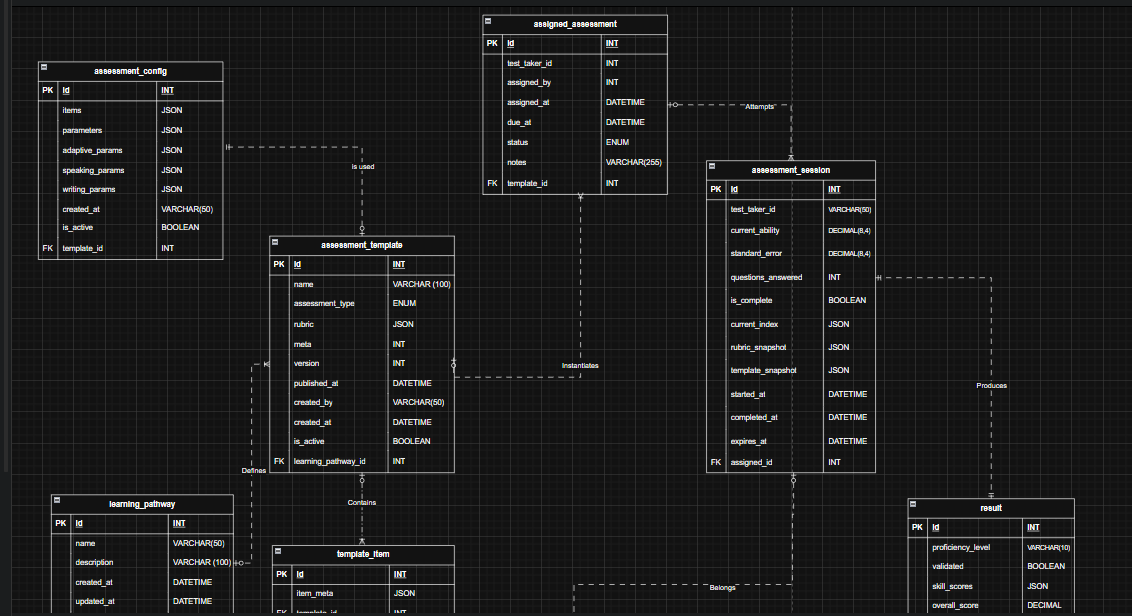 assigned_assessment
PK Id INT
test_taker_id INT
assigned_by INT
assigned_at DATETIME
due_at DATETIME
status ENUM
notes VARCHAR(255)
FK template_id INT
assessment_config
PK Id INT
items JSON
parameters JSON
adaptive_params JSON
speaking_params JSON
writing_params JSON
created_at VARCHAR(50)
is_active BOOLEAN
FK template_id INT
is used
Attempts
assessment_session
PK Id INT
test_taker_id VARCHAR(50)
current_ability DECIMAL(8,4)
standard_error DECIMAL(8,4)
questions_answered INT
is_complete BOOLEAN
current_index JSON
rubric_snapshot JSON
template_snapshot JSON
started_at DATETIME
completed_at DATETIME
expires_at DATETIME
FK assigned_id INT
assessment_template
PK Id INT
name VARCHAR (100)
assessment_type ENUM
rubric JSON
meta INT
version INT
published_at DATETIME
created_by VARCHAR(50)
created_at DATETIME
is_active BOOLEAN
FK learning_pathway_id INT
Instantiates
Produces
Defines
Contains
learning_pathway
PK Id INT
name VARCHAR(50)
description VARCHAR (100)
created_at DATETIME
updated_at DATETIME
template_item
PK Id INT
item_meta JSON
FK template_id INT
Belongs
result
PK Id INT
proficiency_level VARCHAR(10)
validated BOOLEAN
skill_scores JSON
overall_score DECIMAL